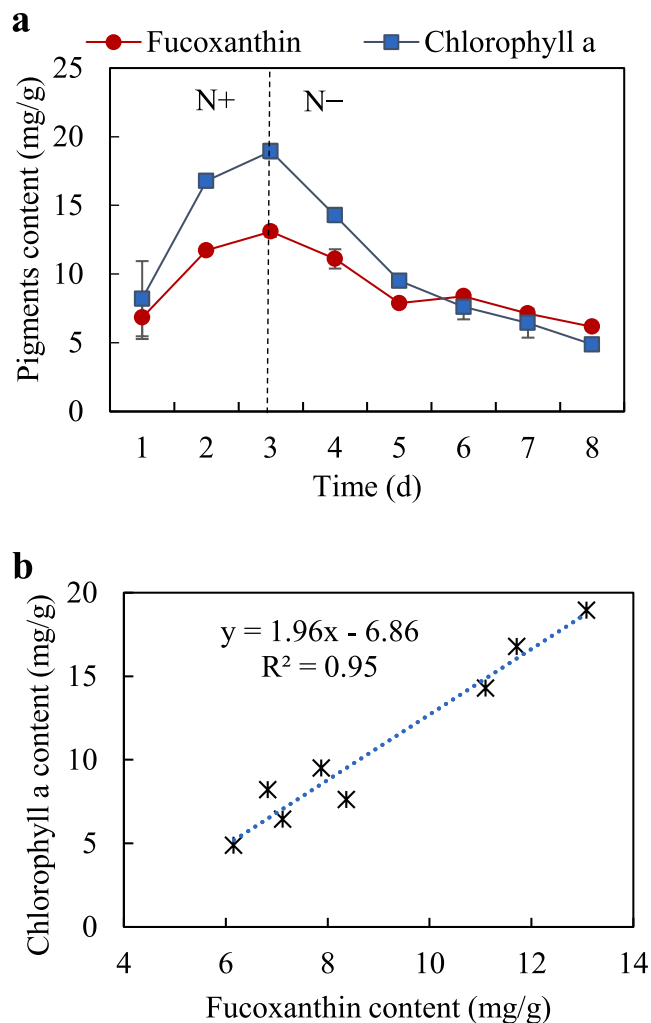 a
Fucoxanthin Chlorophyll a
25
20
15
10
5
0
Pigments content (mg/g)
N+ N−
1 2 3 4 5 6 7 8
Time (d)
b
20
15
10
5
0
Chlorophyll a content (mg/g)
y = 1.96x - 6.86
R² = 0.95
4 6 8 10 12 14
Fucoxanthin content (mg/g)